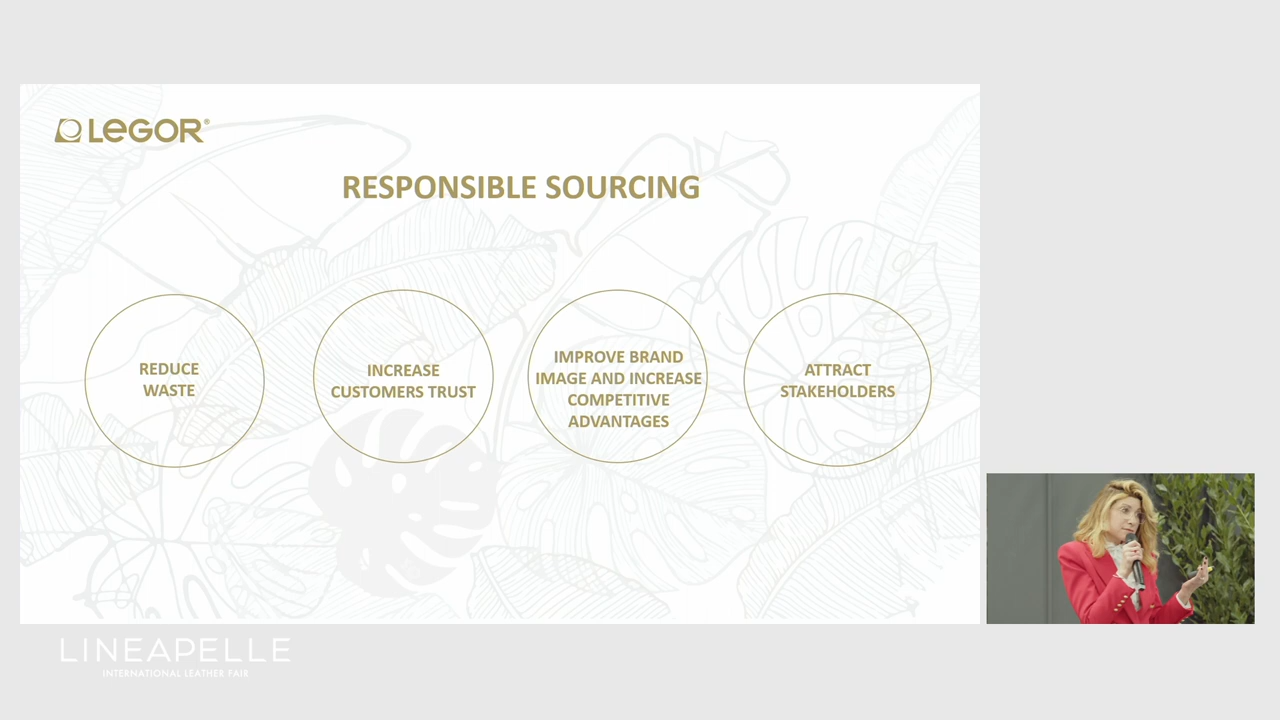 LEGOR®
RESPONSIBLE SOURCING
REDUCE
WASTE
INCREASE
CUSTOMERS TRUST
IMPROVE BRAND
IMAGE AND INCREASE
COMPETITIVE
ADVANTAGES
ATTRACT
STAKEHOLDERS
LINEAPELLE
INTERNATIONAL LEATHER FAIR